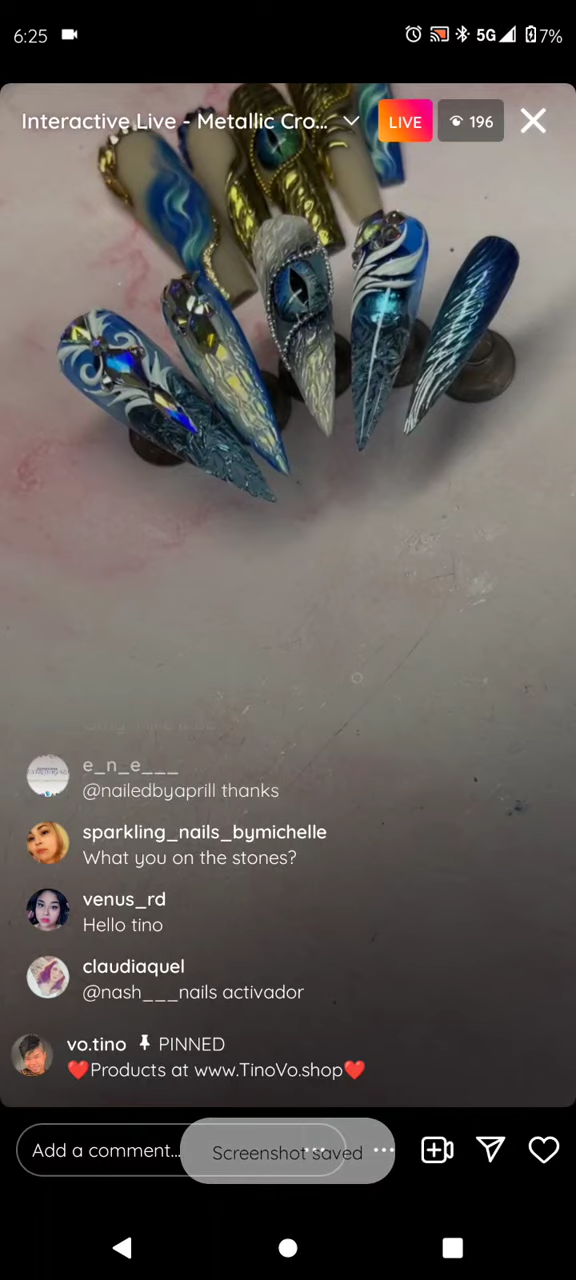 6:25 5G 7%
Interactive Live - Metallic Cro... LIVE 196
e_n_e___
@nailedbyaprill thanks
sparkling_nails_bymichelle
What you on the stones?
venus_rd
Hello tino
claudiaquel
@nash___nails activador
vo.tino PINNED
❤️Products at www.TinoVo.shop❤️
Add a comment...
Screenshot saved